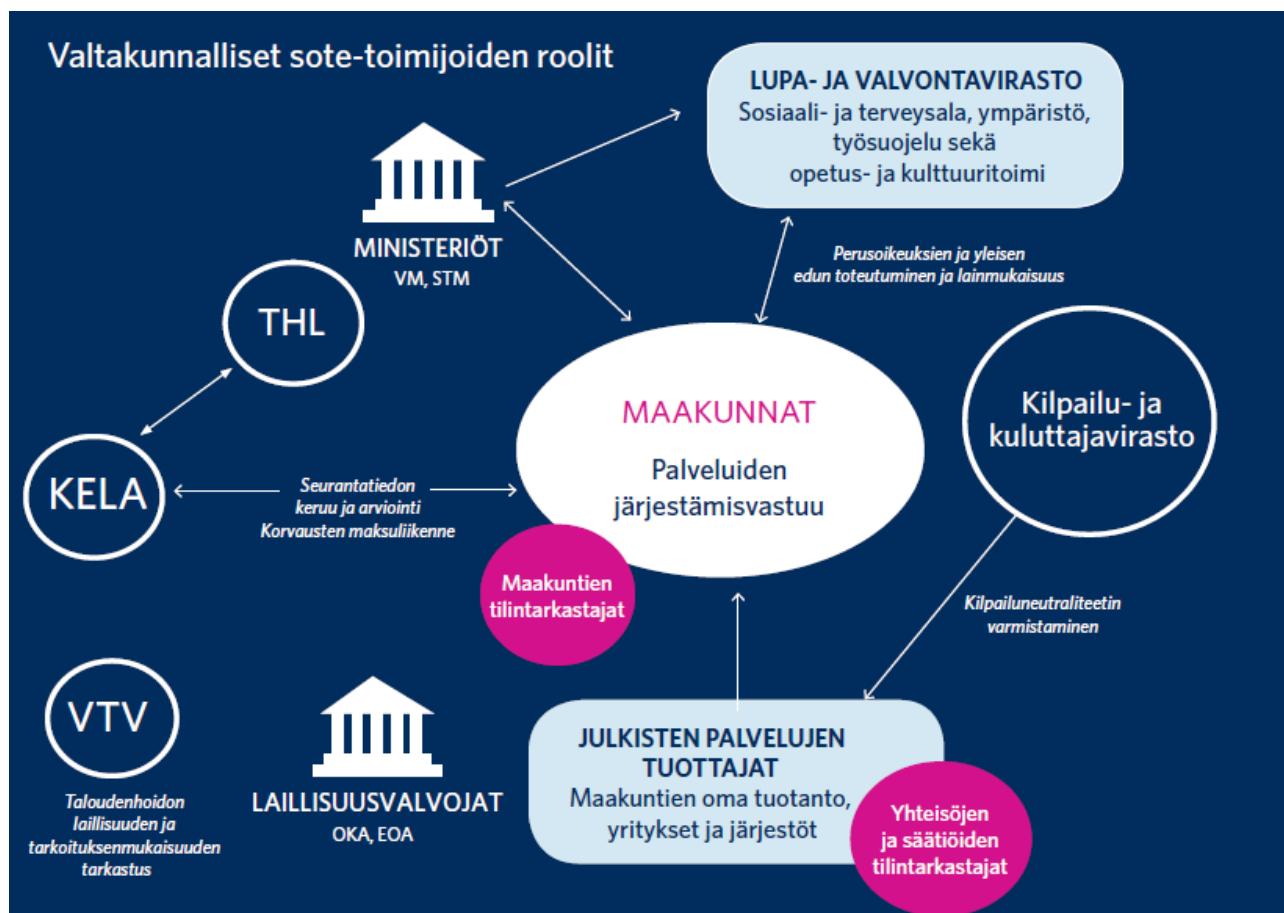 Valtakunnalliset sote-toimijoiden roolit
LUPA- JA VALVONTAVIRASTO
Sosiaali- ja terveysala, ympäristö,
työsuojelu sekä
opetus- ja kulttuuritoimi
MINISTERIÖT
VM, STM
Perusoikeuksien ja yleisen
edun toteutuminen ja lainmukaisuus
THL
MAAKUNNAT
Palveluiden
järjestämisvastuu
Kilpailu- ja
kuluttajavirasto
KELA
Seurantatiedon
keruu ja arviointi
Korvausten maksuliikenne
Maakuntien
tilintarkastajat
Kilpailuneutraliteetin
varmistaminen
VTV
Taloudenhoidon
laillisuuden ja
tarkoituksenmukaisuuden
tarkastus
LAILLISUUSVALVOJAT
OKA, EOA
JULKISTEN PALVELUJEN
TUOTTAJAT
Maakuntien oma tuotanto,
yritykset ja järjestöt
Yhteisöjen
ja säätiöiden
tilintarkastajat